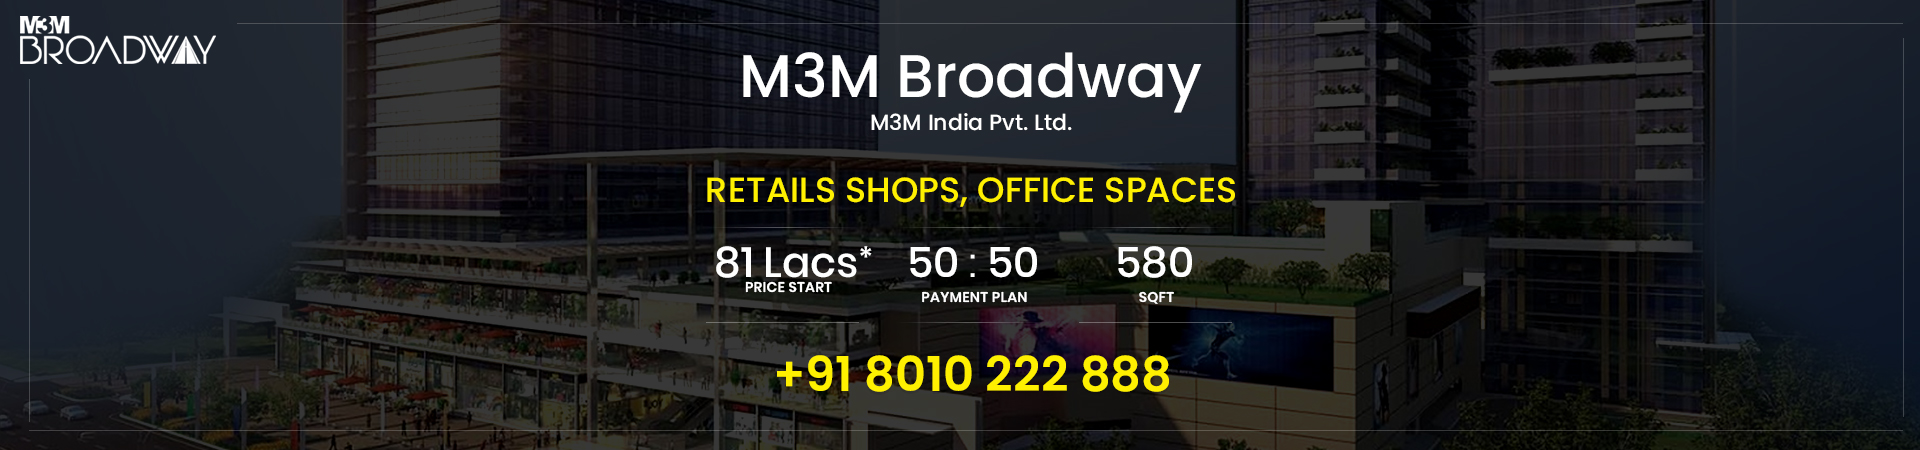 M3M
BROADWAY
M3M Broadway
M3M India Pvt. Ltd.
RETAILS SHOPS, OFFICE SPACES
81 Lacs*
PRICE START
50 : 50
PAYMENT PLAN
580
SQFT
+91 8010 222 888